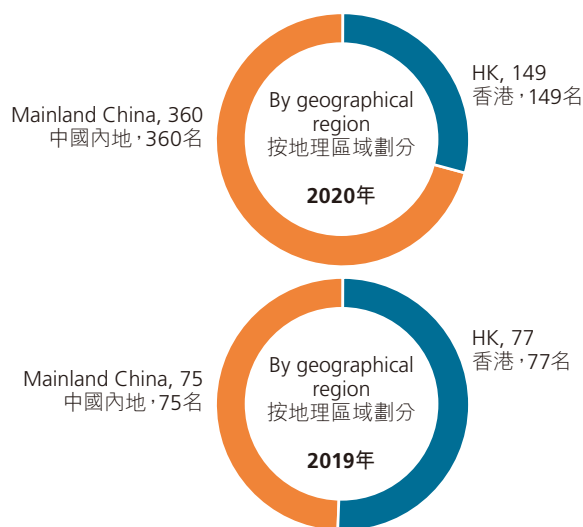 HK, 149
香港，149名
Mainland China, 360
中國內地，360名
By geographical
region
按地理區域劃分
2020年
HK, 77
香港，77名
Mainland China, 75
中國內地，75名
By geographical
region
按地理區域劃分
2019年